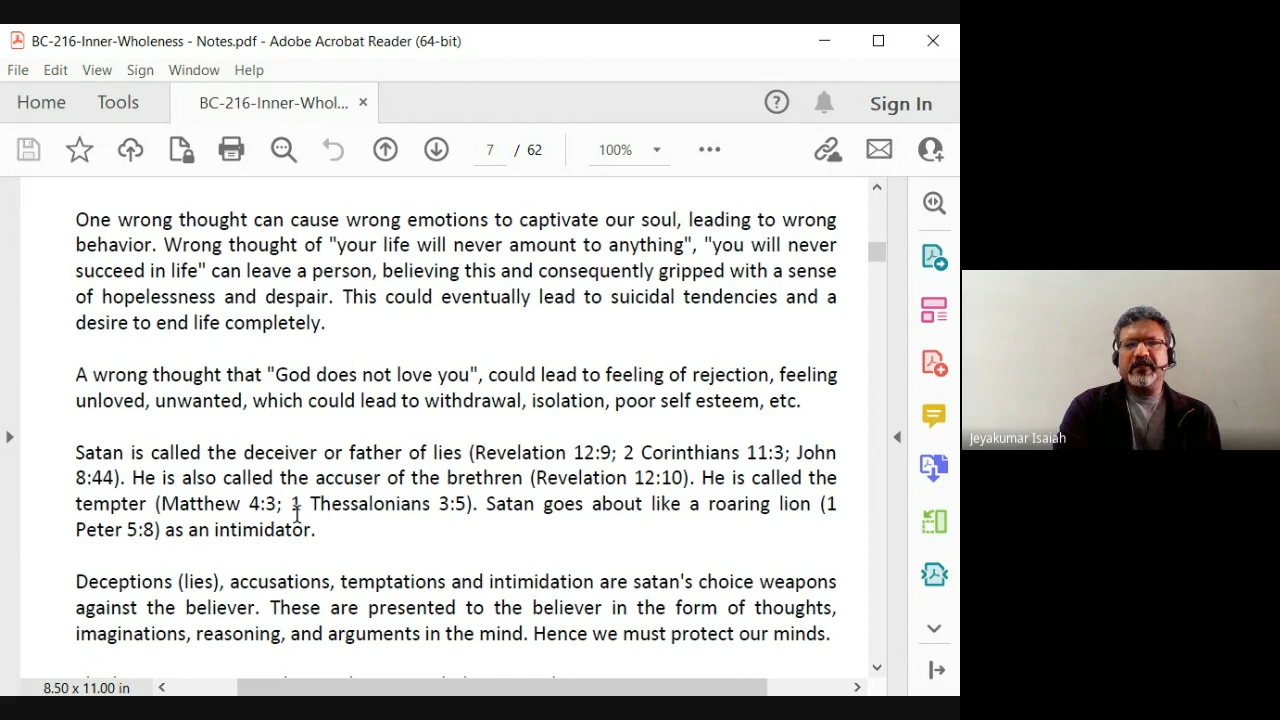 BC-216-Inner-Wholeness - Notes.pdf - Adobe Acrobat Reader (64-bit)
File Edit View Sign Window Help
Home Tools BC-216-Inner-Whol... × Sign In
7 / 62 100%
One wrong thought can cause wrong emotions to captivate our soul, leading to wrong
behavior. Wrong thought of "your life will never amount to anything", "you will never
succeed in life" can leave a person, believing this and consequently gripped with a sense
of hopelessness and despair. This could eventually lead to suicidal tendencies and a
desire to end life completely.
A wrong thought that "God does not love you", could lead to feeling of rejection, feeling
unloved, unwanted, which could lead to withdrawal, isolation, poor self esteem, etc.
Satan is called the deceiver or father of lies (Revelation 12:9; 2 Corinthians 11:3; John
8:44). He is also called the accuser of the brethren (Revelation 12:10). He is called the
tempter (Matthew 4:3; 1 Thessalonians 3:5). Satan goes about like a roaring lion (1
Peter 5:8) as an intimidator.
Deceptions (lies), accusations, temptations and intimidation are satan's choice weapons
against the believer. These are presented to the believer in the form of thoughts,
imaginations, reasoning, and arguments in the mind. Hence we must protect our minds.
8.50 x 11.00 in
Jeyakumar Isaiah